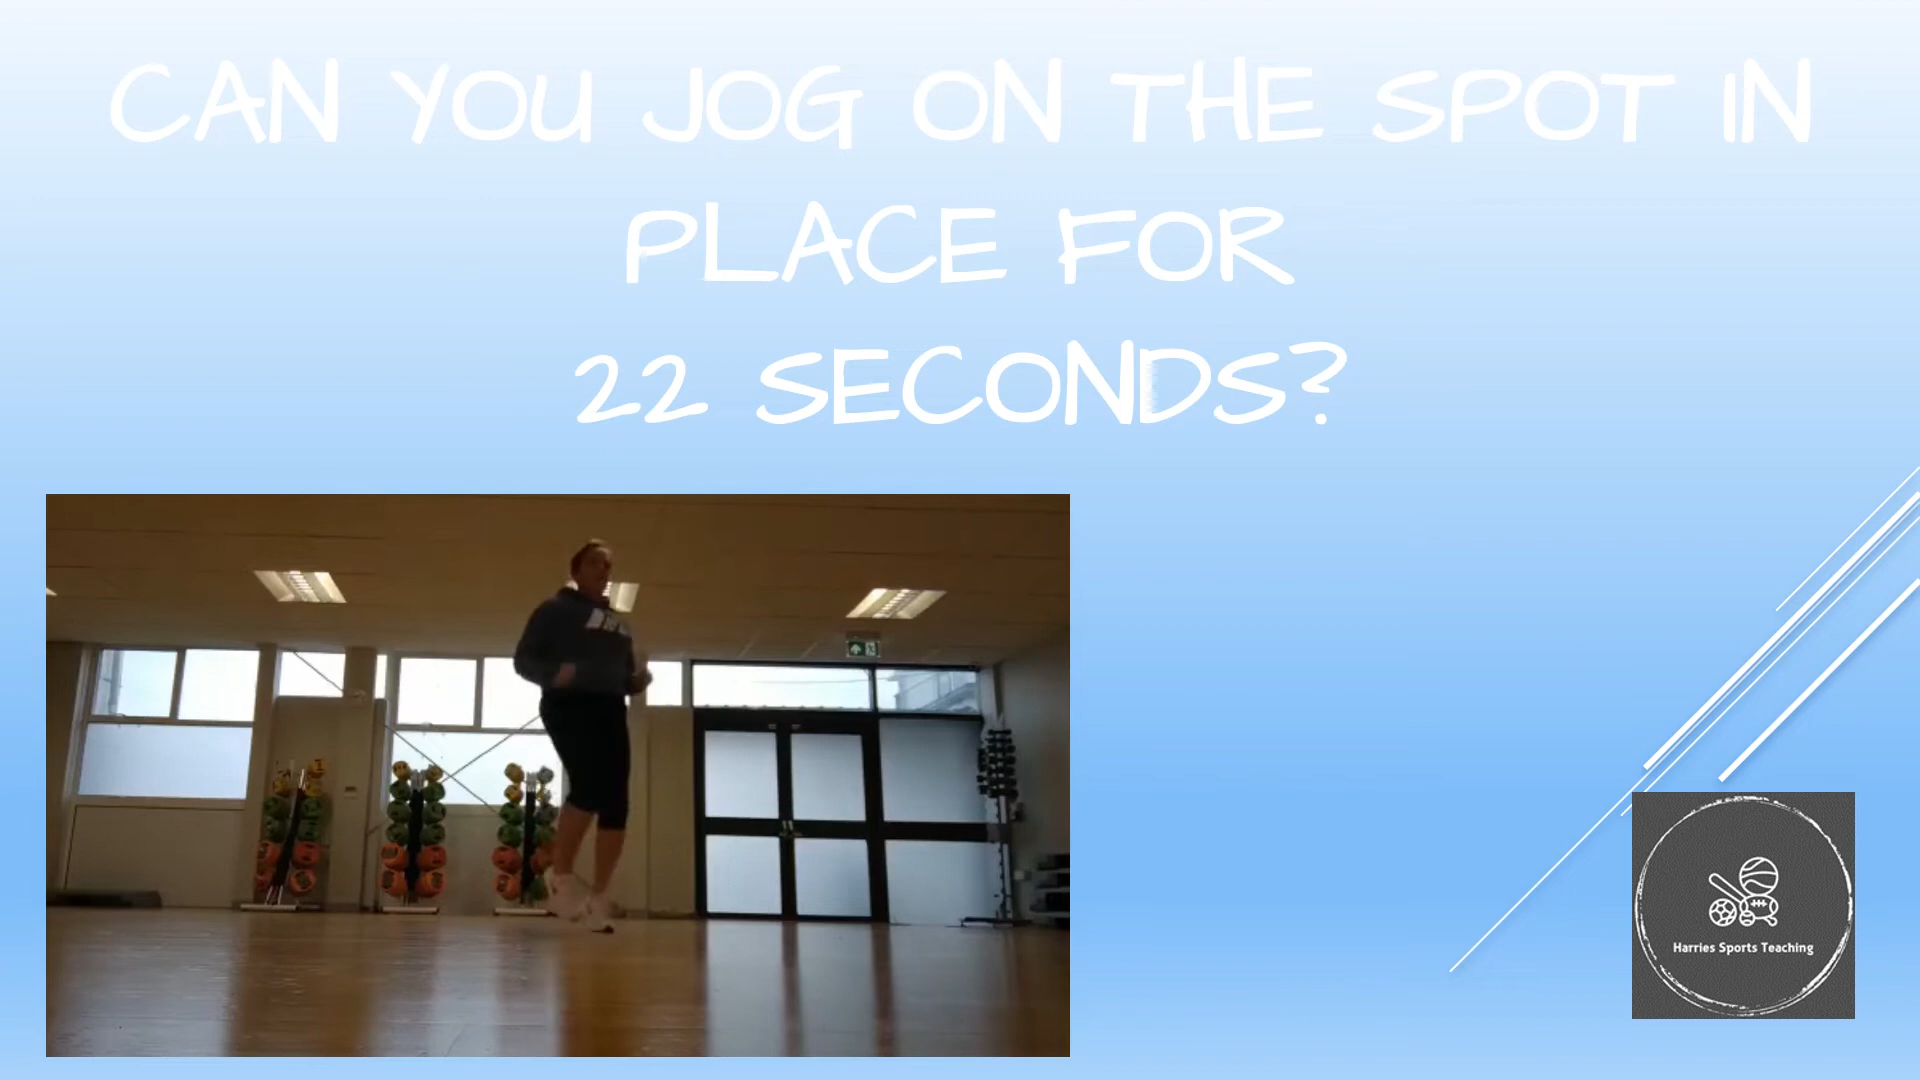 CAN YOU JOG ON THE SPOT IN
PLACE FOR
22 SECONDS?
Harries Sports Teaching